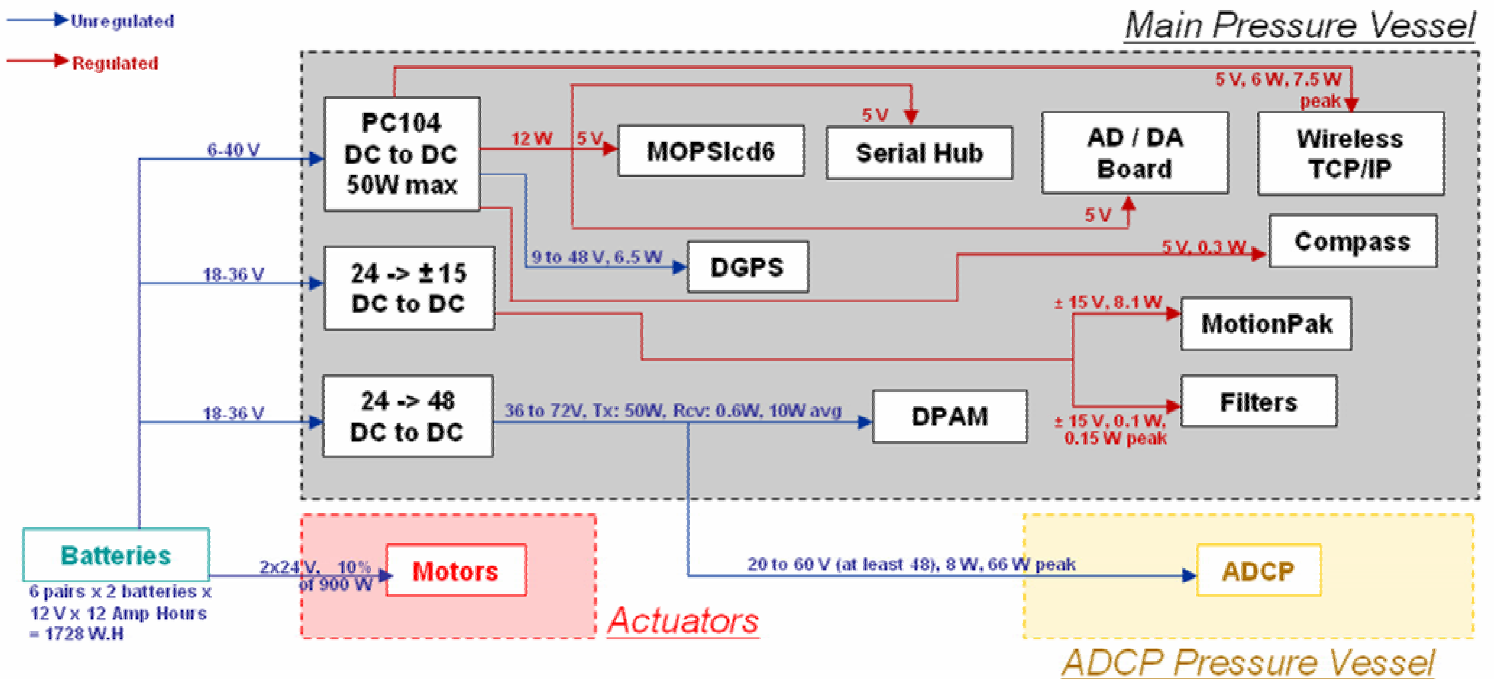 Unregulated
Regulated
Main Pressure Vessel
PC104
DC to DC
50W max
6-40 V
12 W
5 V
MOPSlcd6
5 V
Serial Hub
AD / DA
Board
5 V
5 V, 6 W, 7.5 W
peak
Wireless
TCP/IP
9 to 48 V, 6.5 W
DGPS
5 V, 0.3 W
Compass
18-36 V
24 -> ± 15
DC to DC
± 15 V, 8.1 W
MotionPak
± 15 V, 0.1 W,
0.15 W peak
Filters
18-36 V
24 -> 48
DC to DC
36 to 72V, Tx: 50W, Rcv: 0.6W, 10W avg
DPAM
Batteries
6 pairs x 2 batteries x
12 V x 12 Amp Hours
= 1728 W.H
2x24 V, 10%
of 900 W
Motors
Actuators
20 to 60 V (at least 48), 8 W, 66 W peak
ADCP
ADCP Pressure Vessel